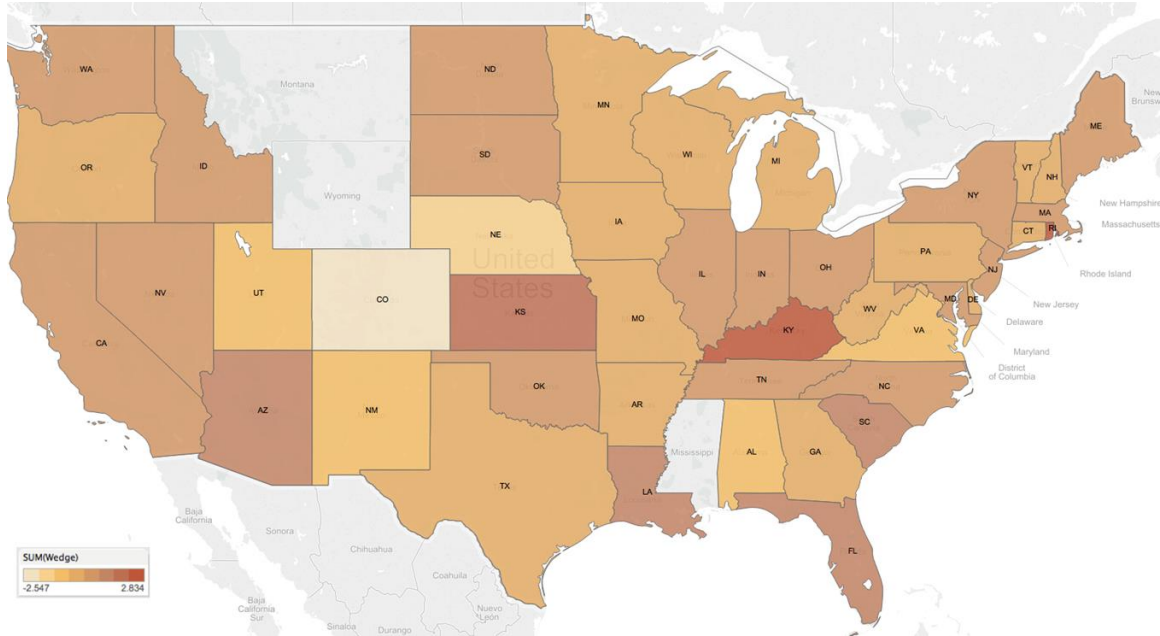 New
Brunsw
WA
Montana
ND
MN
ME
OR
ID
SD
WI
MI
VT
NH
NY
Wyoming
New Hampshire
MA
Massachusetts
NE
IA
CT
RI
PA
United
States
NV
UT
CO
IL
IN
OH
NJ
Rhode Island
KS
MO
WV
MD
DE
New Jersey
KY
VA
Delaware
CA
Maryland
District
of Columbia
AZ
NM
OK
TN
NC
AR
SC
Mississippi
AL
GA
TX
LA
Baja
California
Sonora
Chihuahua
FL
SUM(Wedge)
-2.547
2.834
Coahuila
Baja
California
Sur
Nuevo
León
Sinaloa
Durango